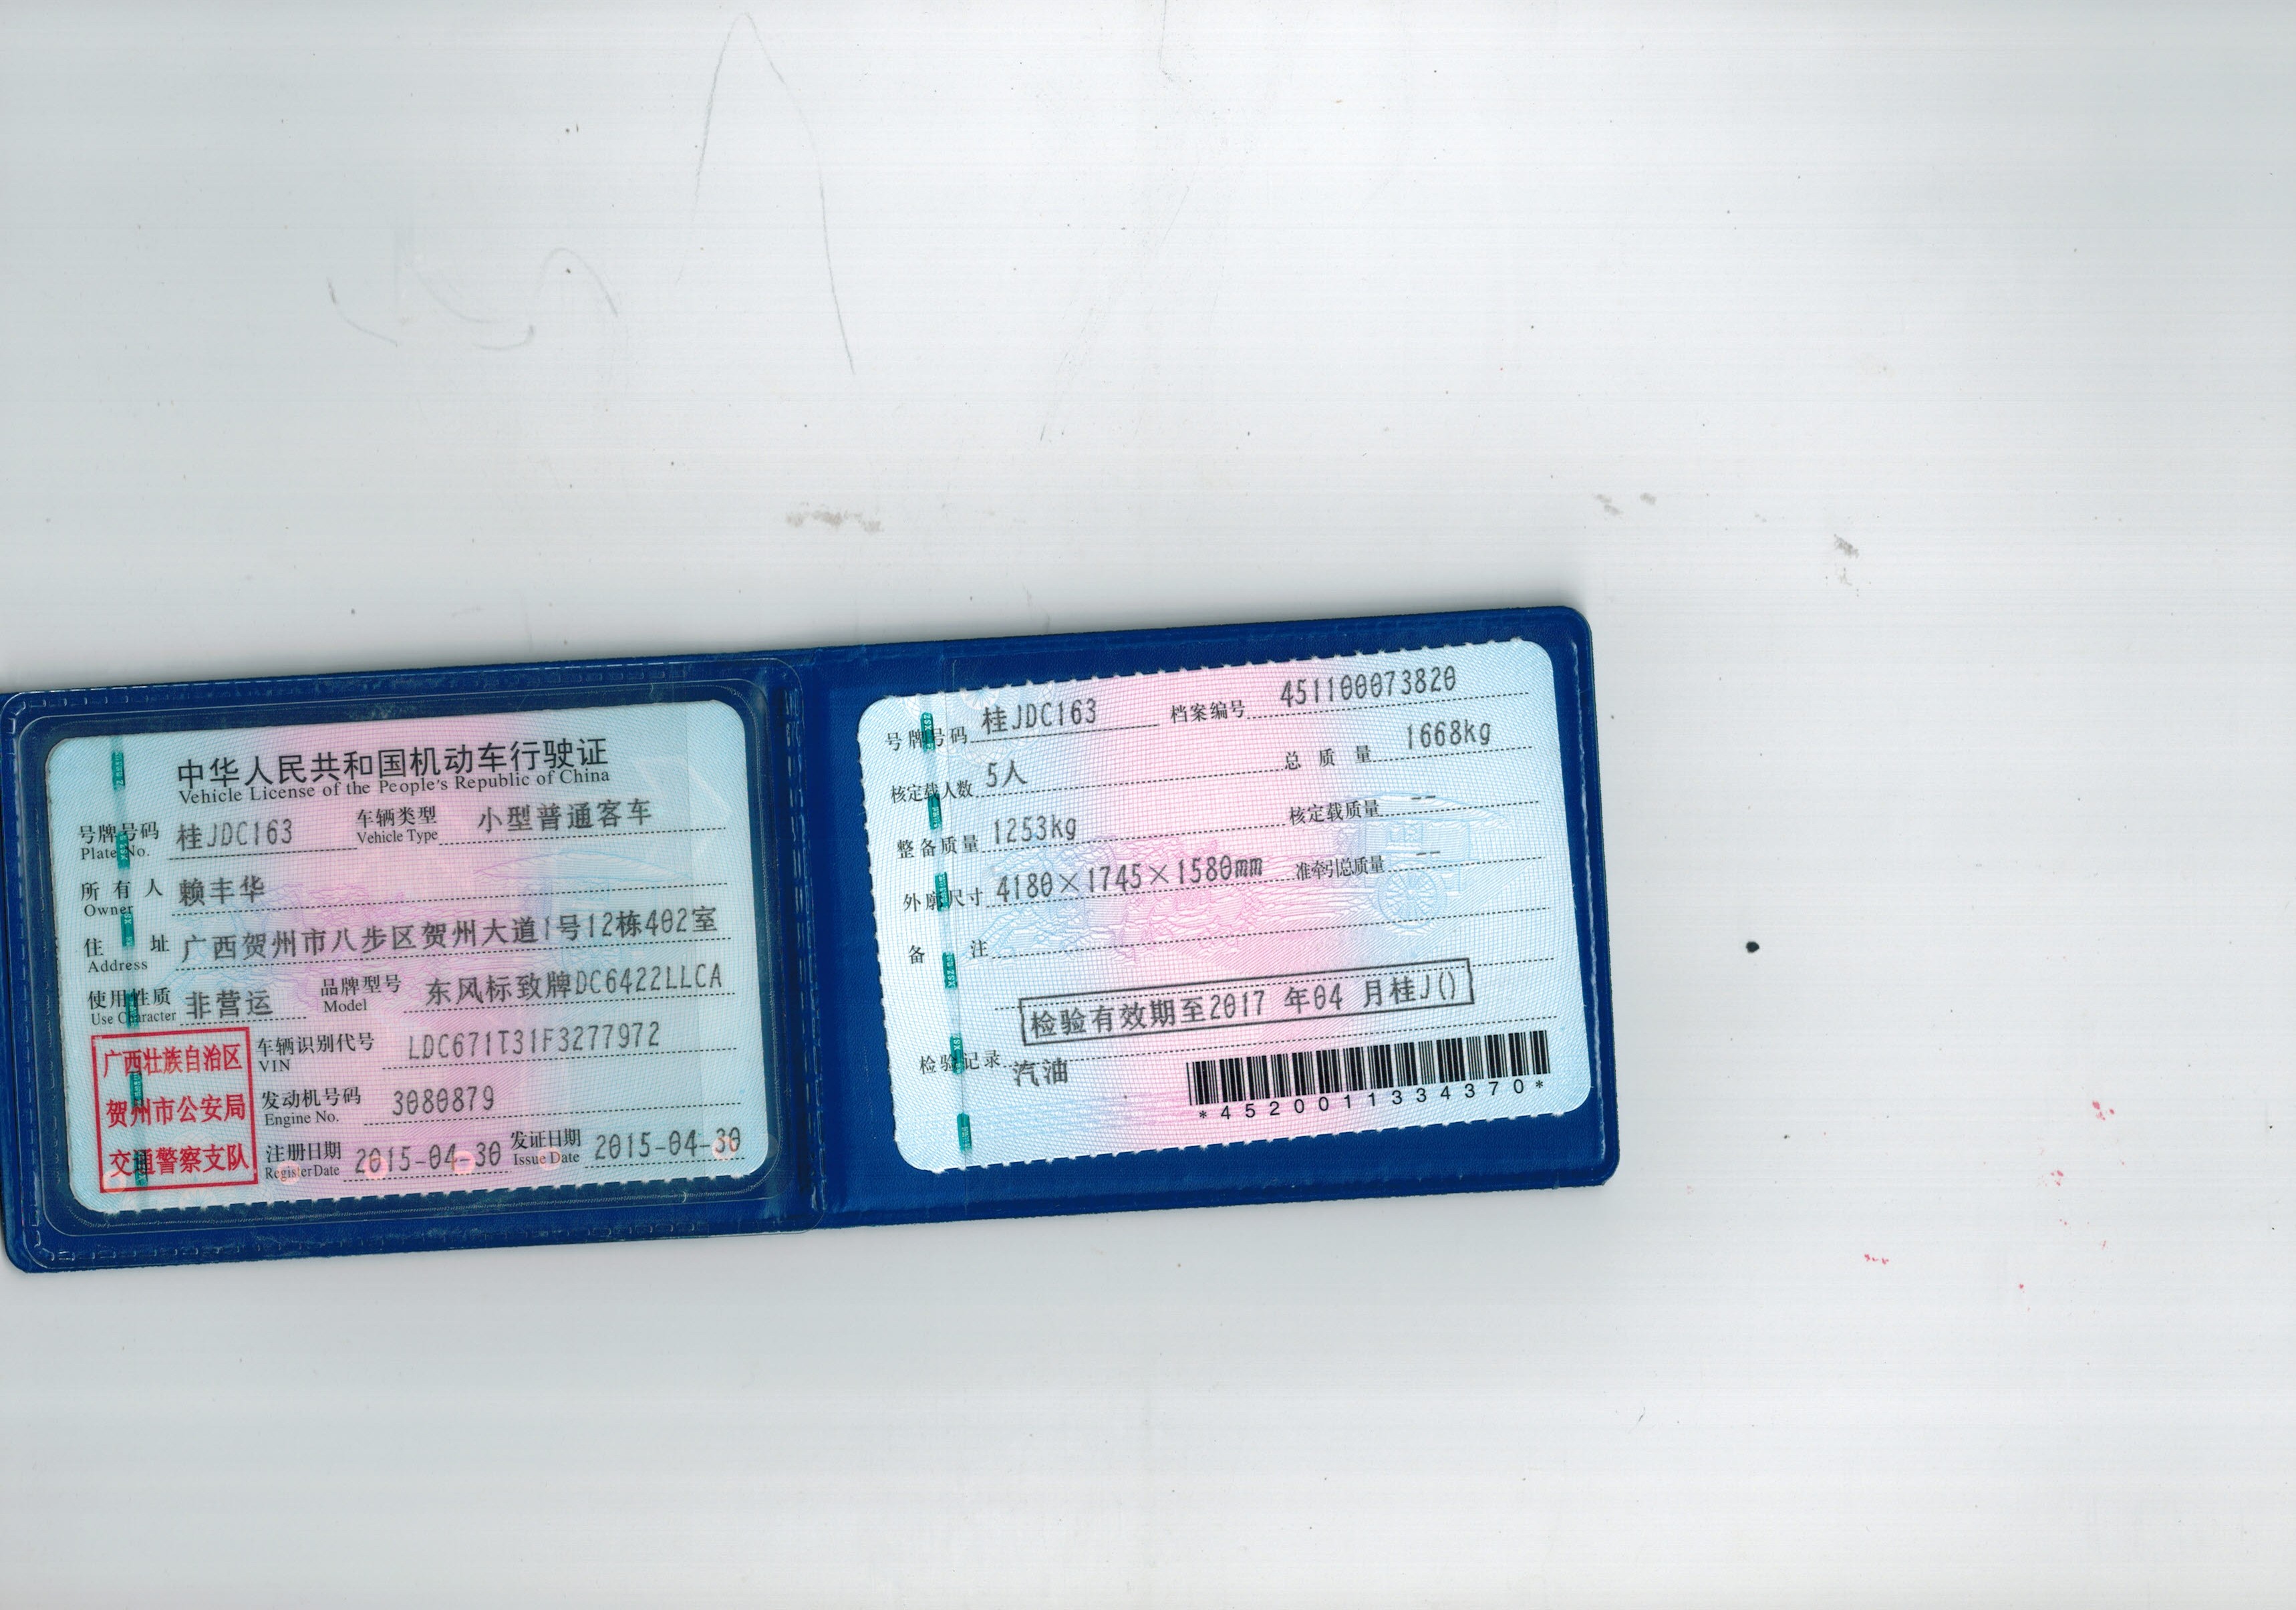 中华人民共和国机动车行驶证
Vehicle License of the People's Republic of China
号牌号码 桂JDC163 车辆类型 小型普通客车
Plate No. Vehicle Type
所有人 赖丰华
Owner
住址 广西贺州市八步区贺州大道1号12栋402室
Address
使用性质 非营运 品牌型号 东风标致牌DC6422LLCA
Use Character Model
广西壮族自治区
贺州市公安局
交通警察支队
车辆识别代号 LDC671T31F3277972
VIN
发动机号码 3080879
Engine No.
注册日期 2015-04-30 发证日期 2015-04-30
Register Date Issue Date
号牌号码 桂JDC163 档案编号 451100073820
核定载人数 5人 总质量 1668kg
整备质量 1253kg 核定载质量 --
外廓尺寸 4180×1745×1580mm 准牵引总质量 --
备注
检验有效期至2017 年04 月桂J()
检验记录 汽油
*4520011334370*